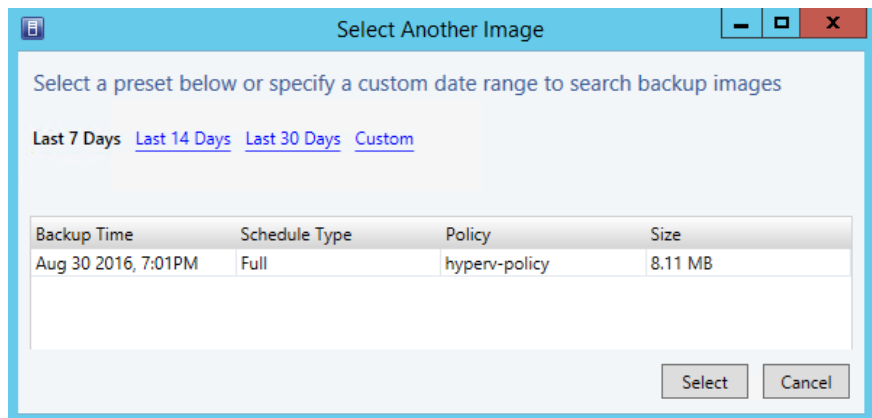 Select Another Image
Select a preset below or specify a custom date range to search backup images
Last 7 Days Last 14 Days Last 30 Days Custom
Backup Time Schedule Type Policy Size
Aug 30 2016, 7:01PM Full hyperv-policy 8.11 MB
Select Cancel